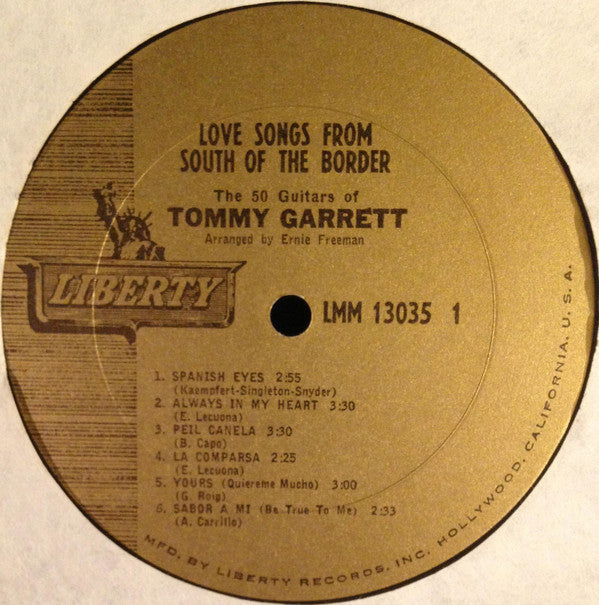 LOVE SONGS FROM
SOUTH OF THE BORDER
The 50 Guitars of
TOMMY GARRETT
Arranged by Ernie Freeman
LIBERTY
LMM 13035 1
1. SPANISH EYES 2:55
(Kaempfert-Singleton-Snyder)
2. ALWAYS IN MY HEART 3:30
(E. Lecuona)
3. PEIL CANELA 3:30
(B. Capo)
4. LA COMPARSA 2:25
(E. Lecuona)
5. YOURS (Quiereme Mucho) 3:00
(G. Roig)
6. SABOR A MI (Be True To Me) 2:33
(A. Carrillo)
MFD. BY LIBERTY RECORDS, INC. HOLLYWOOD, CALIFORNIA, U.S.A.